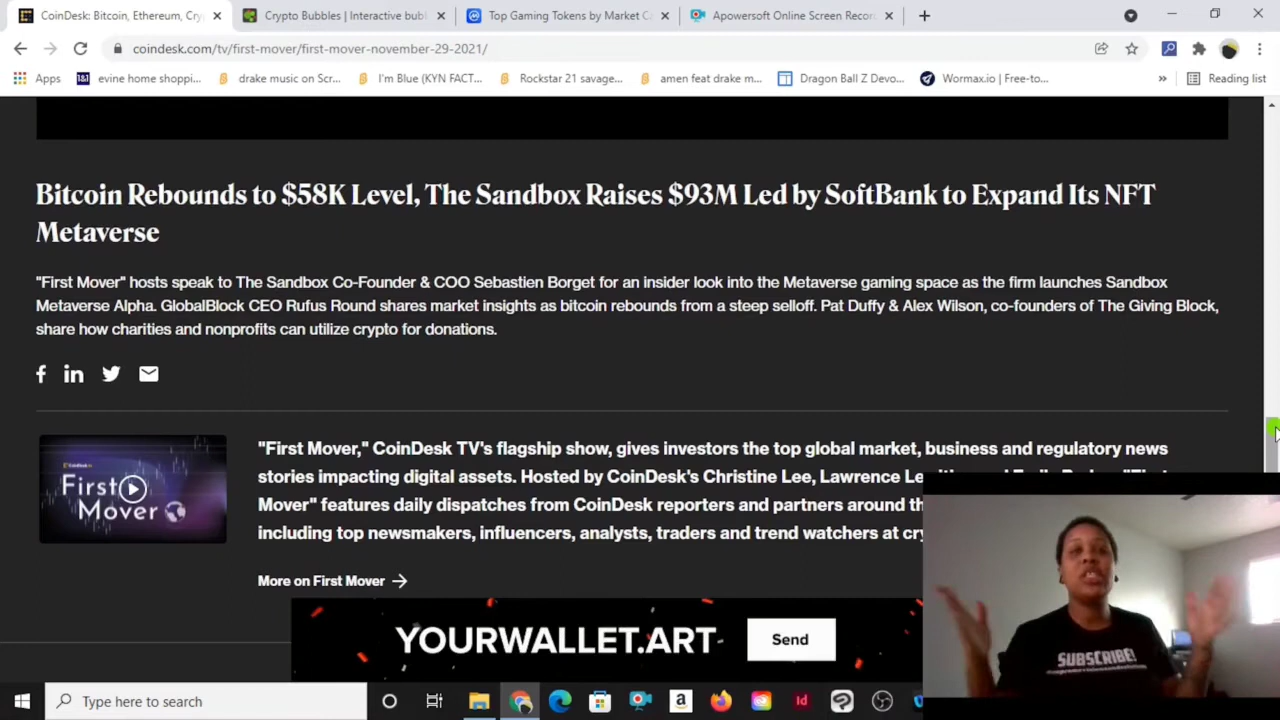 CoinDesk: Bitcoin, Ethereum, Cry
Crypto Bubbles | Interactive bubb
Top Gaming Tokens by Market C
Apowersoft Online Screen Record
coindesk.com/tv/first-mover/first-mover-november-29-2021/
Apps
evine home shoppi...
drake music on Scr...
I'm Blue (KYN FACT...
Rockstar 21 savage...
amen feat drake m...
Dragon Ball Z Devo...
Wormax.io | Free-to...
»
Reading list
Bitcoin Rebounds to $58K Level, The Sandbox Raises $93M Led by SoftBank to Expand Its NFT
Metaverse
"First Mover" hosts speak to The Sandbox Co-Founder & COO Sebastien Borget for an insider look into the Metaverse gaming space as the firm launches Sandbox
Metaverse Alpha. GlobalBlock CEO Rufus Round shares market insights as bitcoin rebounds from a steep selloff. Pat Duffy & Alex Wilson, co-founders of The Giving Block,
share how charities and nonprofits can utilize crypto for donations.
First
Mover
"First Mover," CoinDesk TV's flagship show, gives investors the top global market, business and regulatory news
stories impacting digital assets. Hosted by CoinDesk's Christine Lee, Lawrence
Mover" features daily dispatches from CoinDesk reporters and partners around
including top newsmakers, influencers, analysts, traders and trend watchers at
More on First Mover
YOURWALLET.ART
Send
SUBSCRIBE!
Type here to search